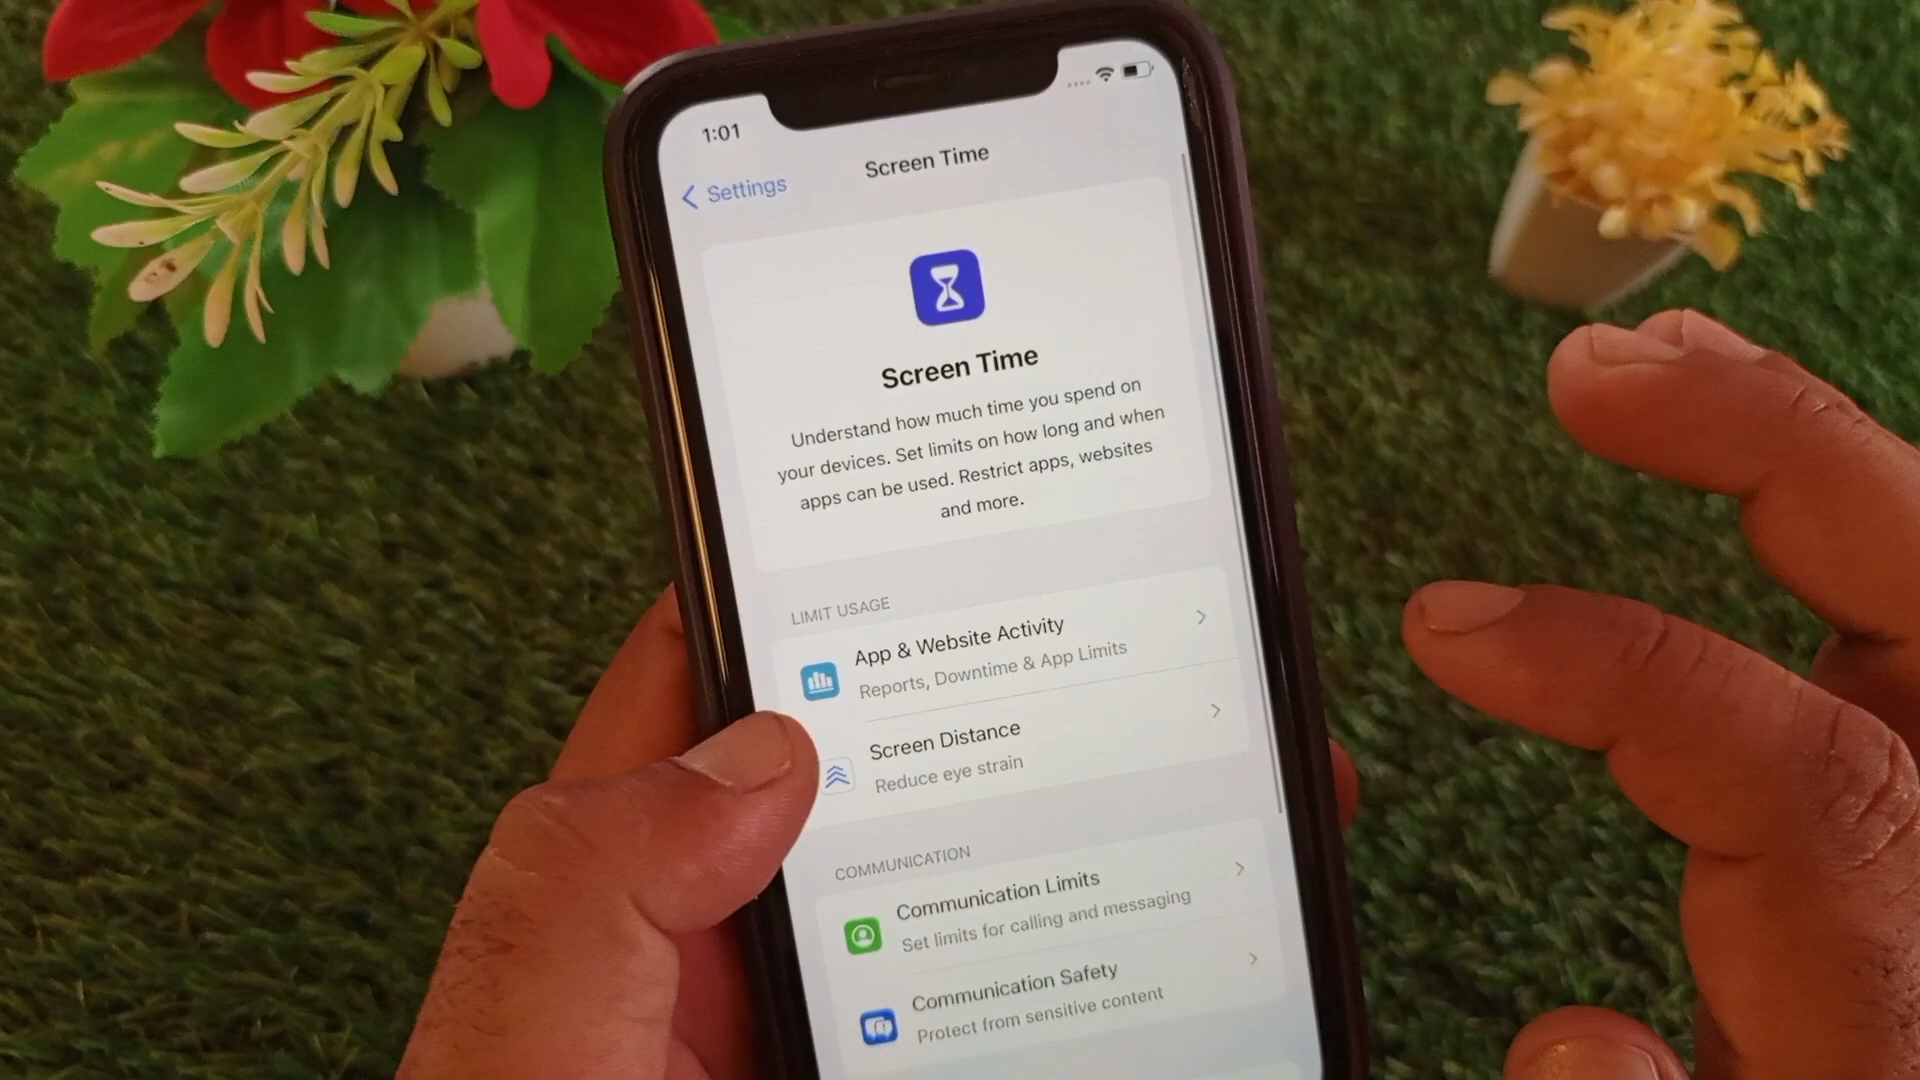 1:01
Settings
Screen Time
Screen Time
Understand how much time you spend on
your devices. Set limits on how long and when
apps can be used. Restrict apps, websites
and more.
LIMIT USAGE
App & Website Activity
Reports, Downtime & App Limits
Screen Distance
Reduce eye strain
COMMUNICATION
Communication Limits
Set limits for calling and messaging
Communication Safety
Protect from sensitive content